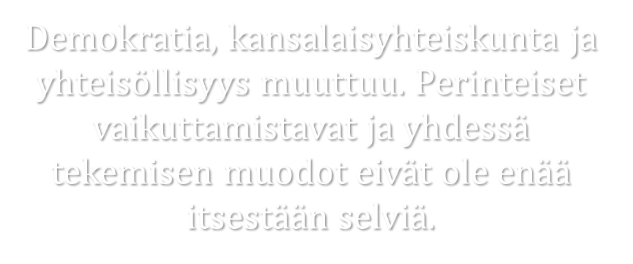 Demokratia, kansalaisyhteiskunta ja
yhteisöllisyys muuttuu. Perinteiset
vaikuttamistavat ja yhdessä
tekemisen muodot eivät ole enää
itsestään selviä.